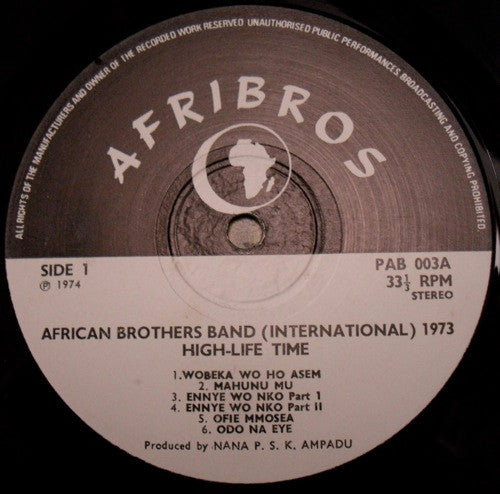 ALL RIGHTS OF THE MANUFACTURERS AND OWNER OF THE RECORDED WORK RESERVED UNAUTHORISED PUBLIC PERFORMANCES, BROADCASTING AND COPYING PROHIBITED.
AFRIBROS
SIDE 1
℗ 1974
PAB 003A
33⅓ RPM
STEREO
AFRICAN BROTHERS BAND (INTERNATIONAL) 1973
HIGH-LIFE TIME
1.WOBEKA WO HO ASEM
2. MAHUNU MU
3. ENNYE WO NKO Part 1
4. ENNYE WO NKO Part II
5. OFIE MMOSEA
6. ODO NA EYE
Produced by NANA P. S. K. AMPADU